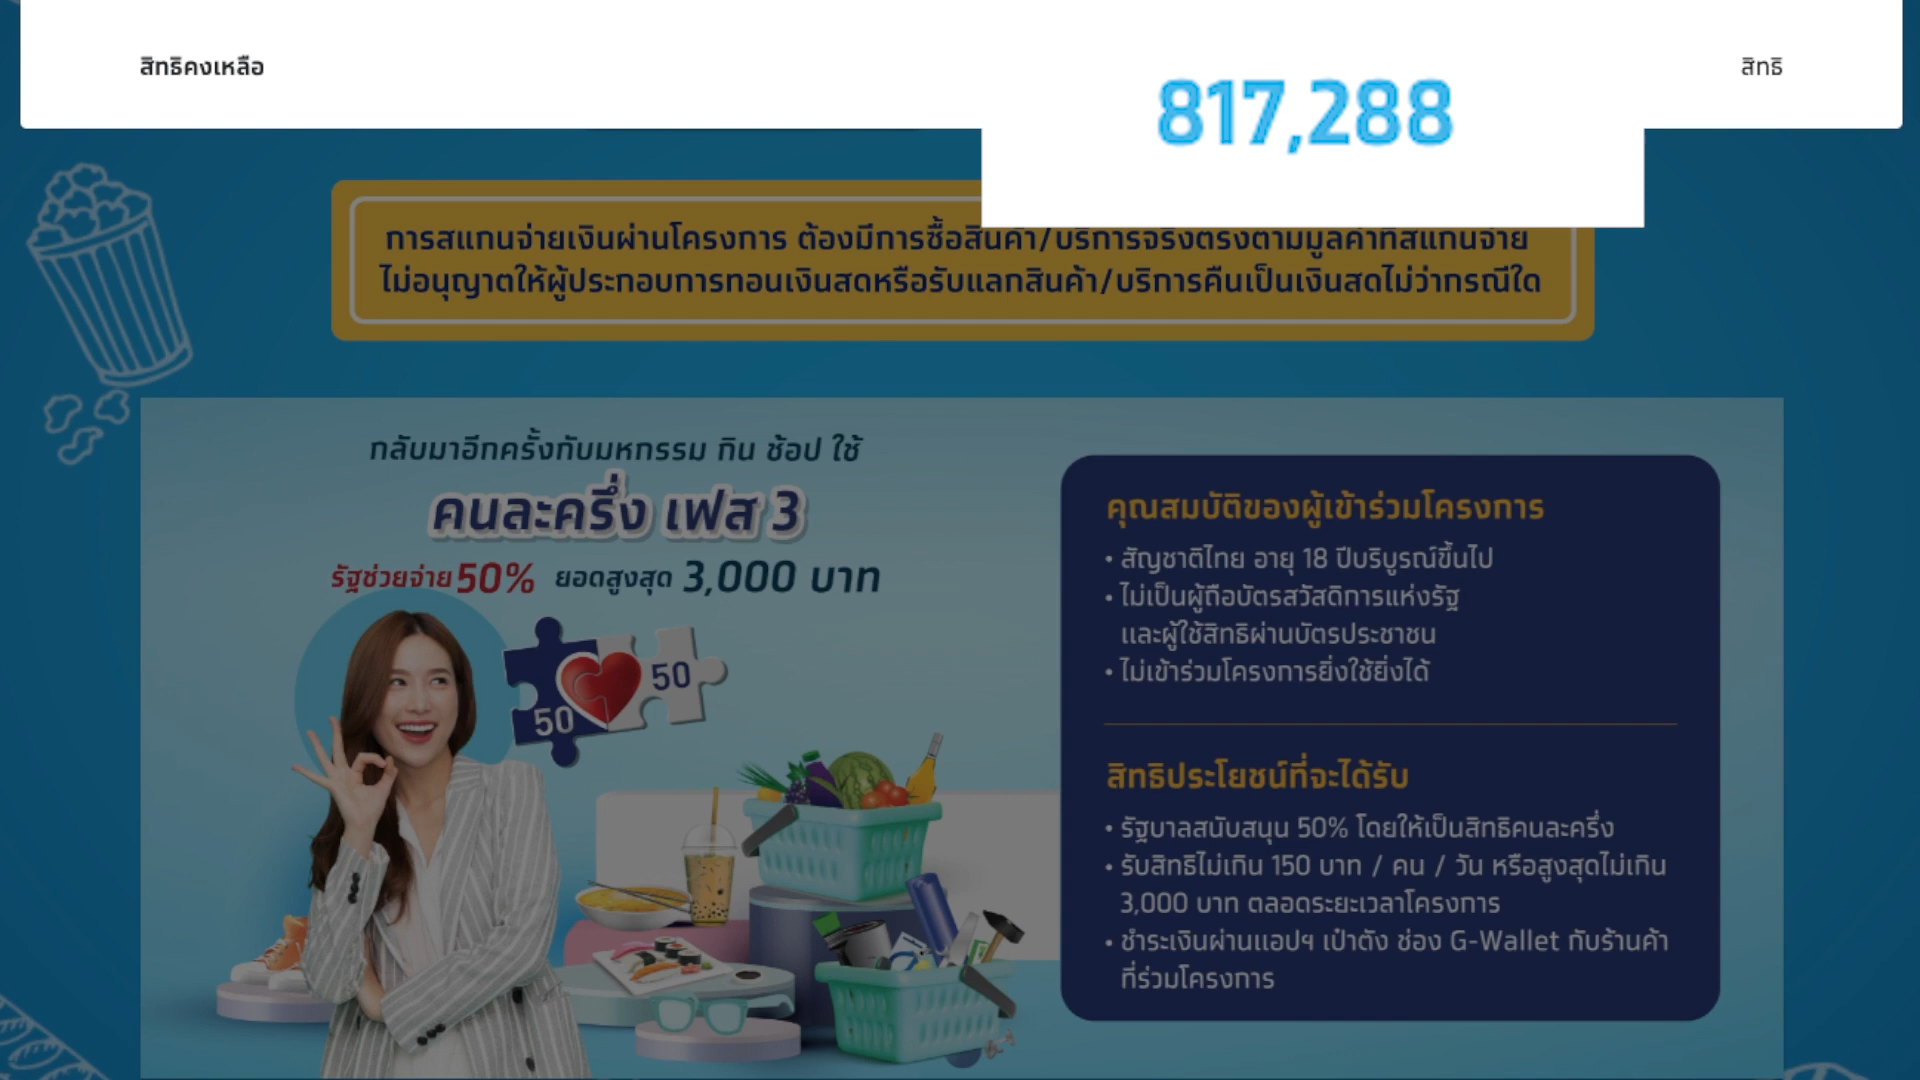 สิทธิคงเหลือ
817,288
สิทธิ
การสแกนจ่ายเงินผ่านโครงการ ต้องมีการซื้อสินค้า/บริการจริงตรงตามมูลค่าที่สแกนจ่าย
ไม่อนุญาตให้ผู้ประกอบการทอนเงินสดหรือรับแลกสินค้า/บริการคืนเป็นเงินสดไม่ว่ากรณีใด
กลับมาอีกครั้งกับมหกรรม กิน ช้อป ใช้
คนละครึ่ง เฟส 3
รัฐช่วยจ่าย 50% ยอดสูงสุด 3,000 บาท
50
50
คุณสมบัติของผู้เข้าร่วมโครงการ
• สัญชาติไทย อายุ 18 ปีบริบูรณ์ขึ้นไป
• ไม่เป็นผู้ถือบัตรสวัสดิการแห่งรัฐ
และผู้ใช้สิทธิผ่านบัตรประชาชน
• ไม่เข้าร่วมโครงการยิ่งใช้ยิ่งได้
สิทธิประโยชน์ที่จะได้รับ
• รัฐบาลสนับสนุน 50% โดยให้เป็นสิทธิคนละครึ่ง
• รับสิทธิไม่เกิน 150 บาท / คน / วัน หรือสูงสุดไม่เกิน
3,000 บาท ตลอดระยะเวลาโครงการ
• ชำระเงินผ่านแอปฯ เป๋าตัง ช่อง G-Wallet กับร้านค้า
ที่ร่วมโครงการ